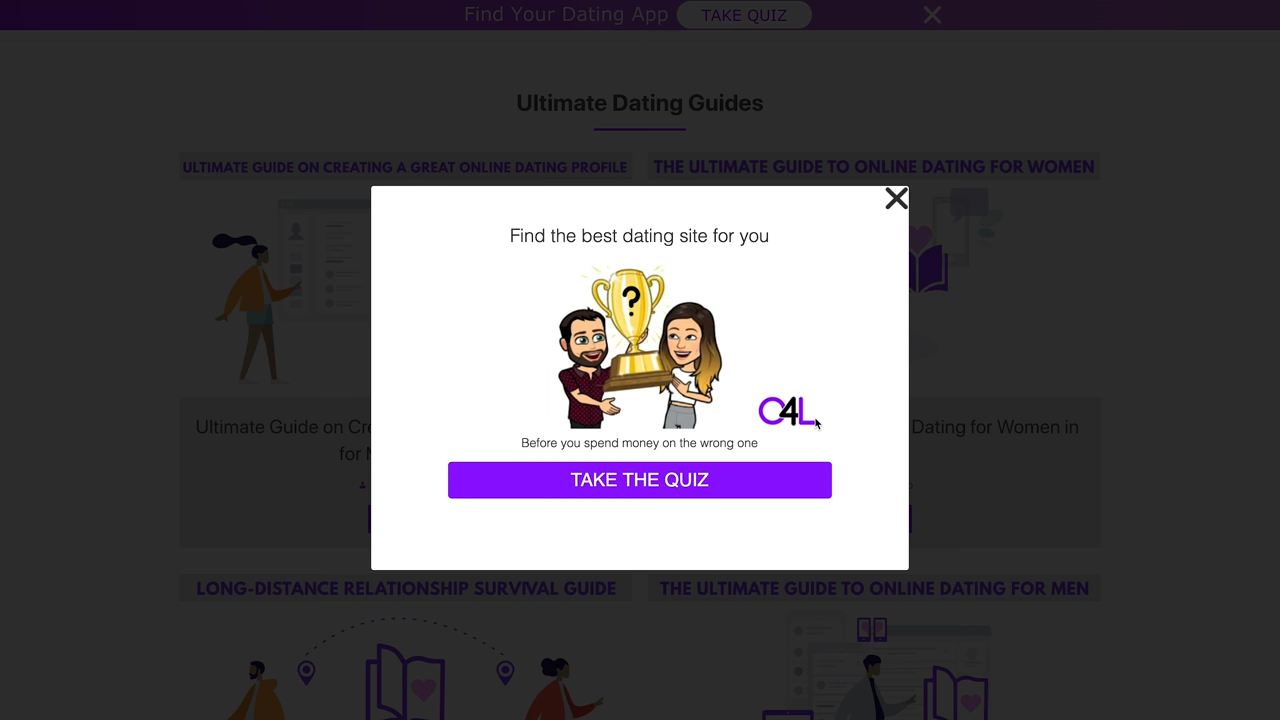 Find Your Dating App TAKE QUIZ
Ultimate Dating Guides
ULTIMATE GUIDE ON CREATING A GREAT ONLINE DATING PROFILE
THE ULTIMATE GUIDE TO ONLINE DATING FOR WOMEN
Find the best dating site for you
?
C4L
Before you spend money on the wrong one
TAKE THE QUIZ
Ultimate Guide on
Dating for Women in
for
LONG-DISTANCE RELATIONSHIP SURVIVAL GUIDE
THE ULTIMATE GUIDE TO ONLINE DATING FOR MEN